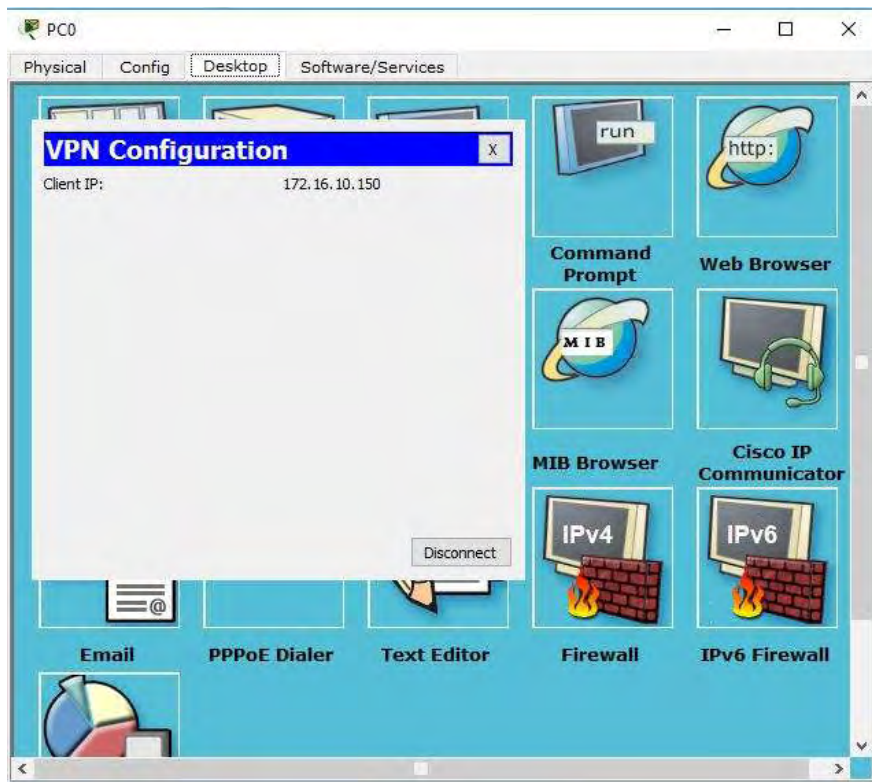 PC0
Physical Config Desktop Software/Services
VPN Configuration X
Client IP: 172.16.10.150
Disconnect
run
http:
Command
Prompt
Web Browser
MIB
MIB Browser
Cisco IP
Communicator
IPv4
IPv6
@
Email
PPPoE Dialer
Text Editor
Firewall
IPv6 Firewall